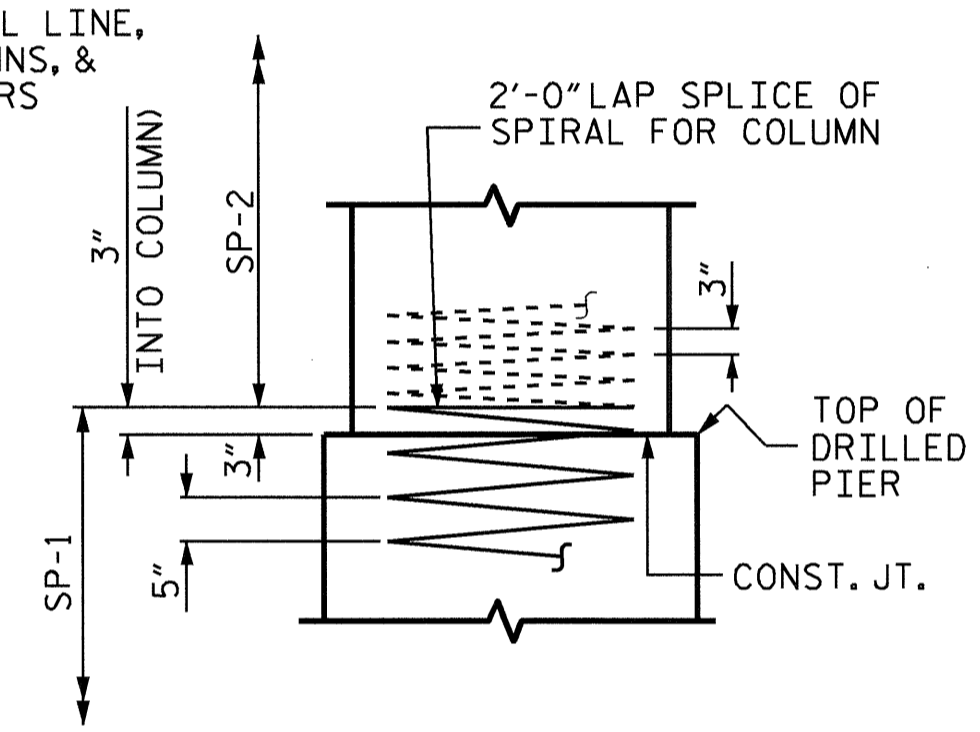 L LINE,
INS, &
RS
2'-0" LAP SPLICE OF
SPIRAL FOR COLUMN
3"
INTO COLUMN)
SP-2
3"
3"
TOP OF
DRILLED
PIER
SP-1
5"
CONST. JT.